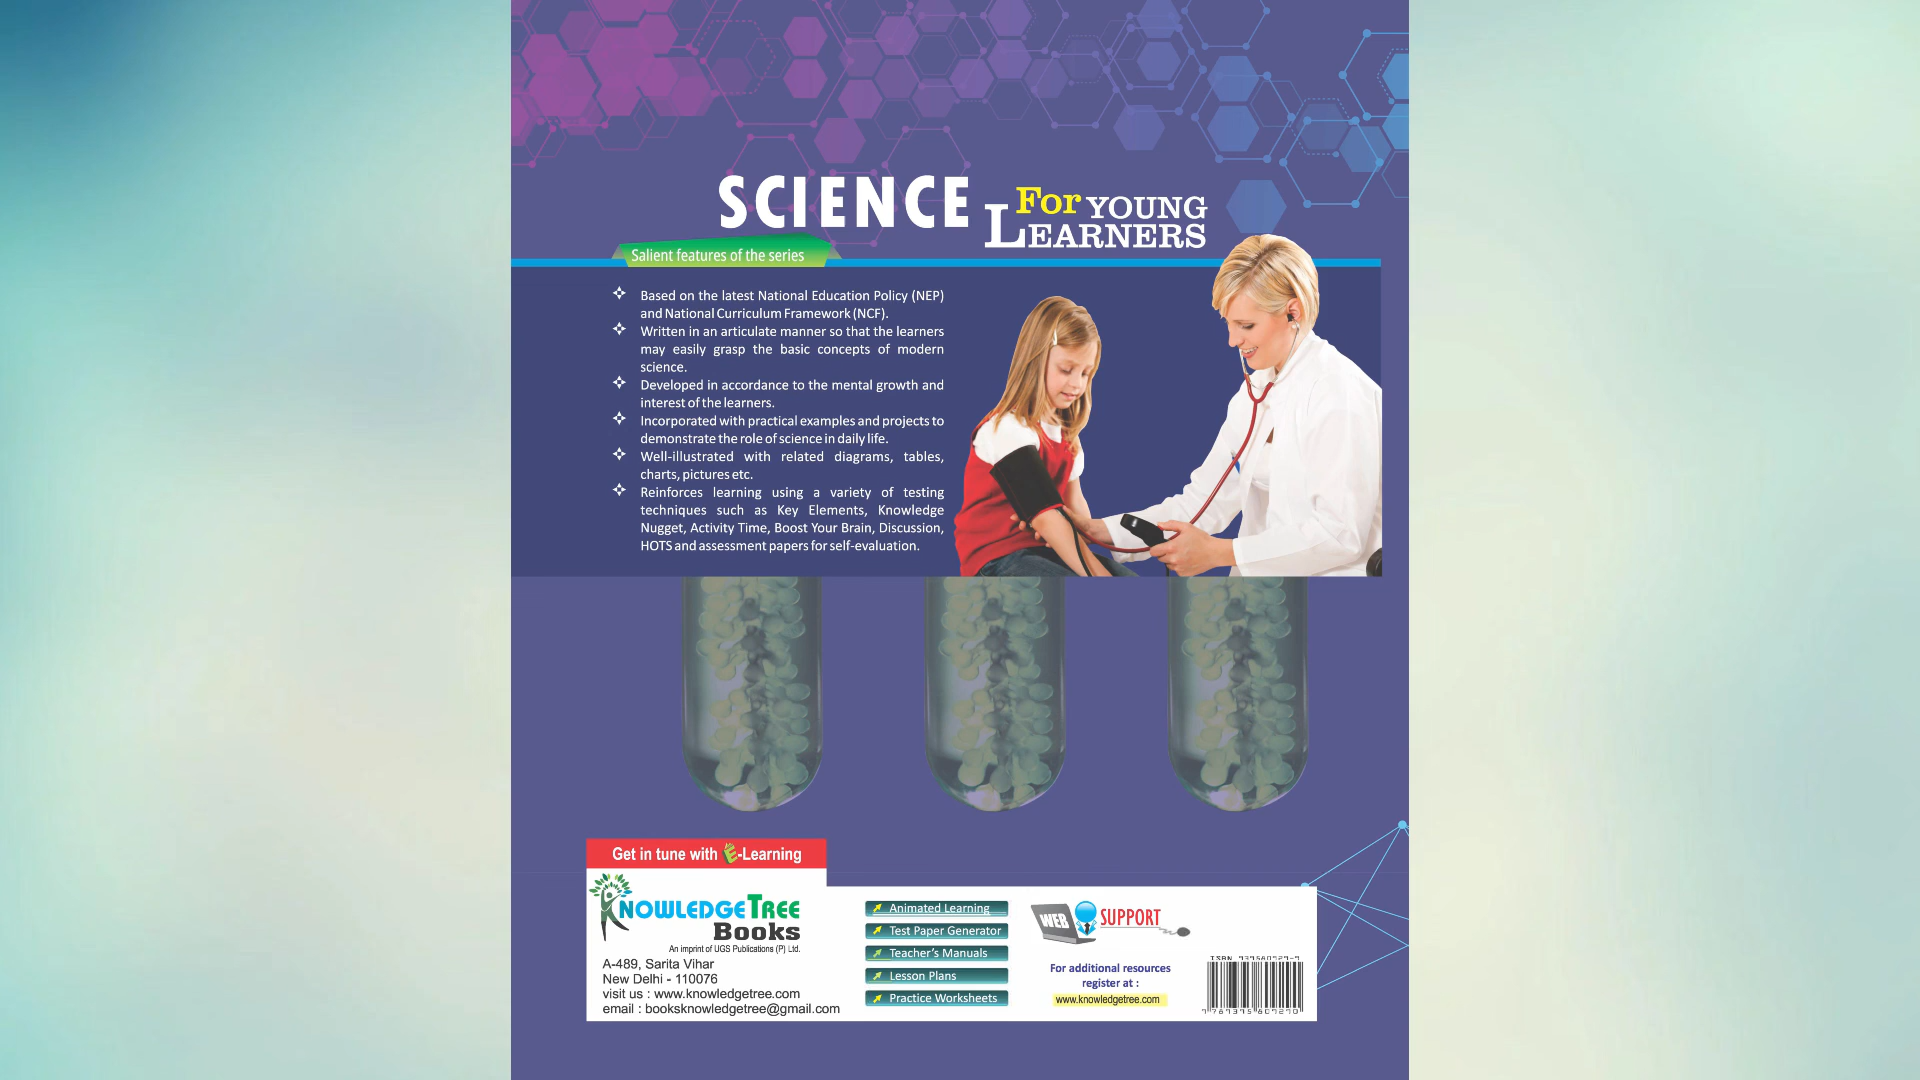 SCIENCE For YOUNG
LEARNERS
Salient features of the series
Based on the latest National Education Policy (NEP)
and National Curriculum Framework (NCF).
Written in an articulate manner so that the learners
may easily grasp the basic concepts of modern
science.
Developed in accordance to the mental growth and
interest of the learners.
Incorporated with practical examples and projects to
demonstrate the role of science in daily life.
Well-illustrated with related diagrams, tables,
charts, pictures etc.
Reinforces learning using a variety of testing
techniques such as Key Elements, Knowledge
Nugget, Activity Time, Boost Your Brain, Discussion,
HOTS and assessment papers for self-evaluation.
Get in tune with E-Learning
KNOWLEDGETREE
Books
An imprint of UGS Publications (P) Ltd.
A-489, Sarita Vihar
New Delhi - 110076
visit us : www.knowledgetree.com
email : booksknowledgetree@gmail.com
Animated Learning
Test Paper Generator
Teacher's Manuals
Lesson Plans
Practice Worksheets
WEB SUPPORT
For additional resources
register at :
www.knowledgetree.com
ISBN